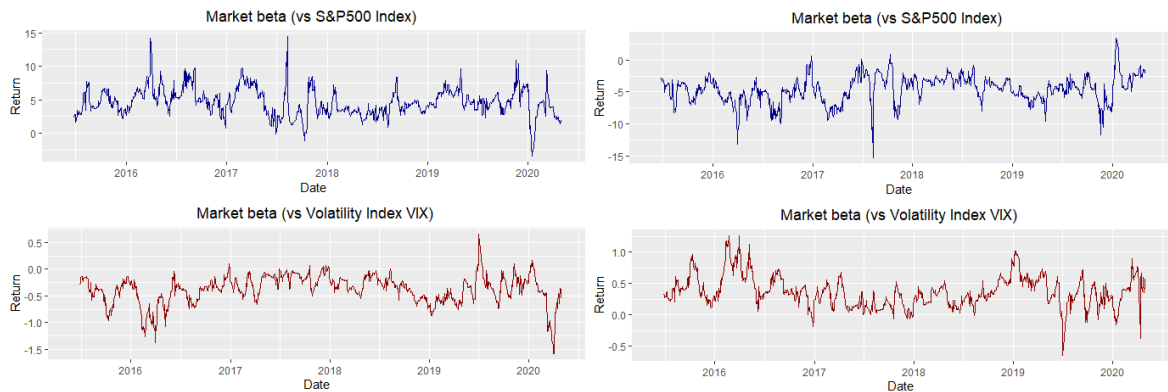 Market beta (vs S&P500 Index)
Return
15
10
5
0
2016 2017 2018 2019 2020
Date
Market beta (vs S&P500 Index)
Return
0
-5
-10
-15
2016 2017 2018 2019 2020
Date
Market beta (vs Volatility Index VIX)
Return
0.5
0.0
-0.5
-1.0
-1.5
2016 2017 2018 2019 2020
Date
Market beta (vs Volatility Index VIX)
Return
1.0
0.5
0.0
-0.5
2016 2017 2018 2019 2020
Date